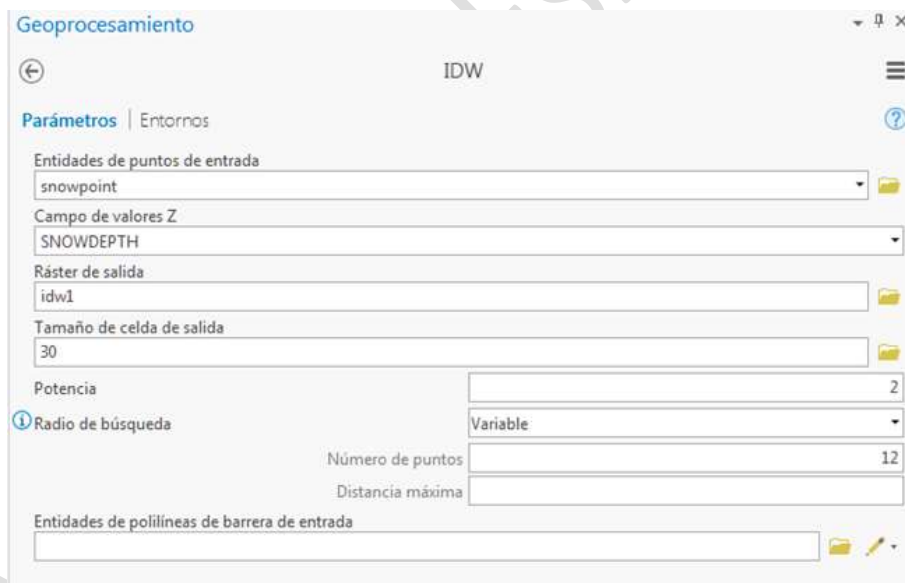 Geoprocesamiento
IDW
Parámetros | Entornos
Entidades de puntos de entrada
snowpoint
Campo de valores Z
SNOWDEPTH
Ráster de salida
idw1
Tamaño de celda de salida
30
Potencia 2
Radio de búsqueda Variable
Número de puntos 12
Distancia máxima
Entidades de polilíneas de barrera de entrada